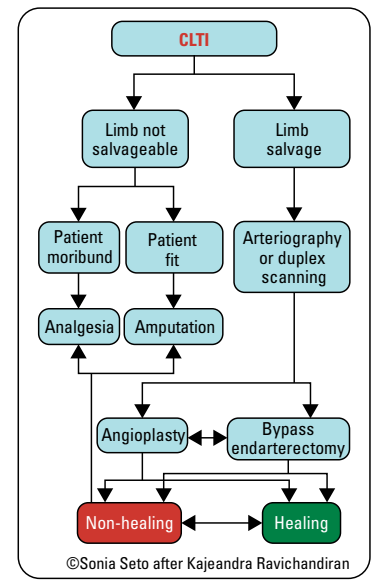 CLTI
Limb not
salvageable
Limb
salvage
Patient
moribund
Patient
fit
Arteriography
or duplex
scanning
Analgesia
Amputation
Angioplasty
Bypass
endarterectomy
Non-healing
Healing
©Sonia Seto after Kajeandra Ravichandiran